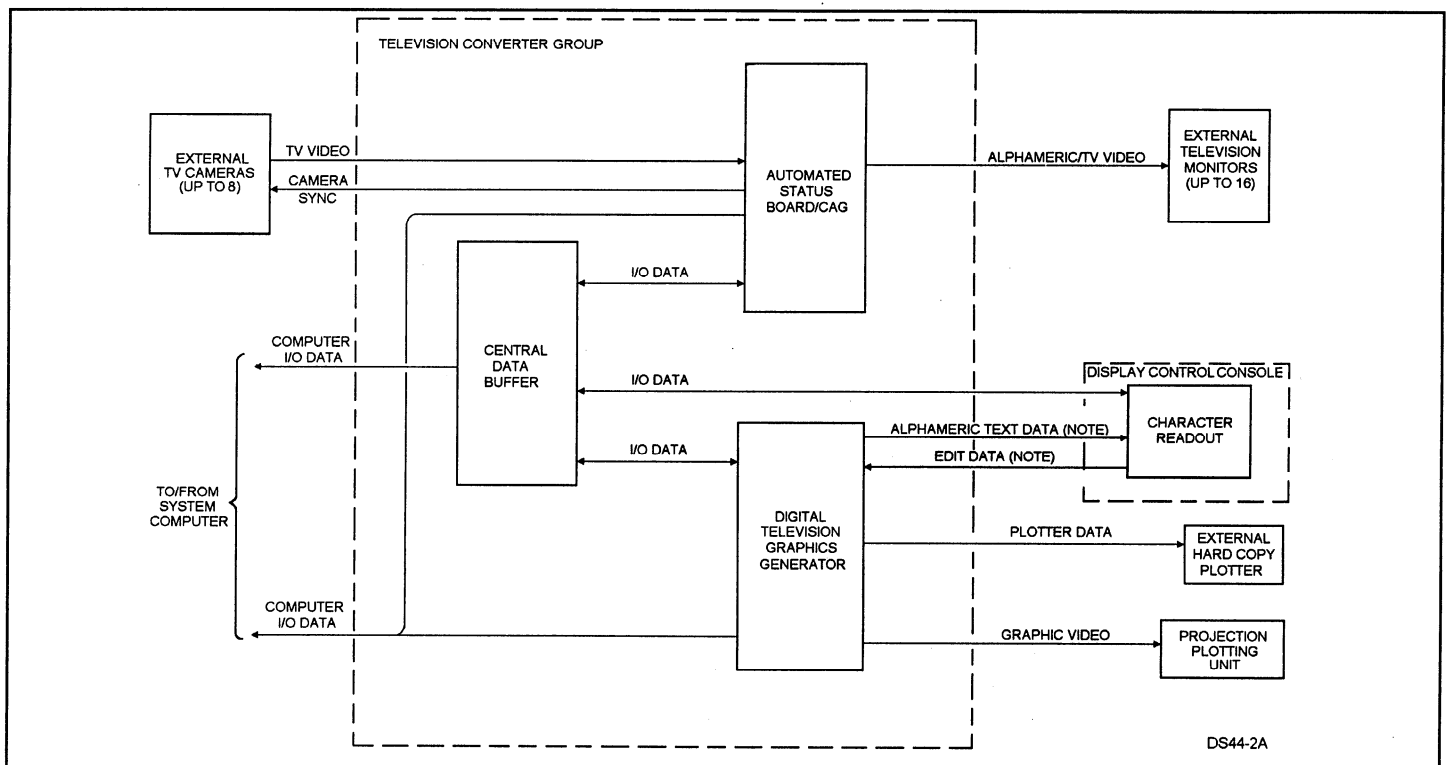 TELEVISION CONVERTER GROUP
EXTERNAL
TV CAMERAS
(UP TO 8)
TV VIDEO
CAMERA
SYNC
AUTOMATED
STATUS
BOARD/CAG
ALPHAMERIC/TV VIDEO
EXTERNAL
TELEVISION
MONITORS
(UP TO 16)
I/O DATA
COMPUTER
I/O DATA
CENTRAL
DATA
BUFFER
I/O DATA
DISPLAY CONTROL CONSOLE
CHARACTER
READOUT
ALPHAMERIC TEXT DATA (NOTE)
I/O DATA
EDIT DATA (NOTE)
TO/FROM
SYSTEM
COMPUTER
DIGITAL
TELEVISION
GRAPHICS
GENERATOR
PLOTTER DATA
EXTERNAL
HARD COPY
PLOTTER
COMPUTER
I/O DATA
GRAPHIC VIDEO
PROJECTION
PLOTTING
UNIT
DS44-2A